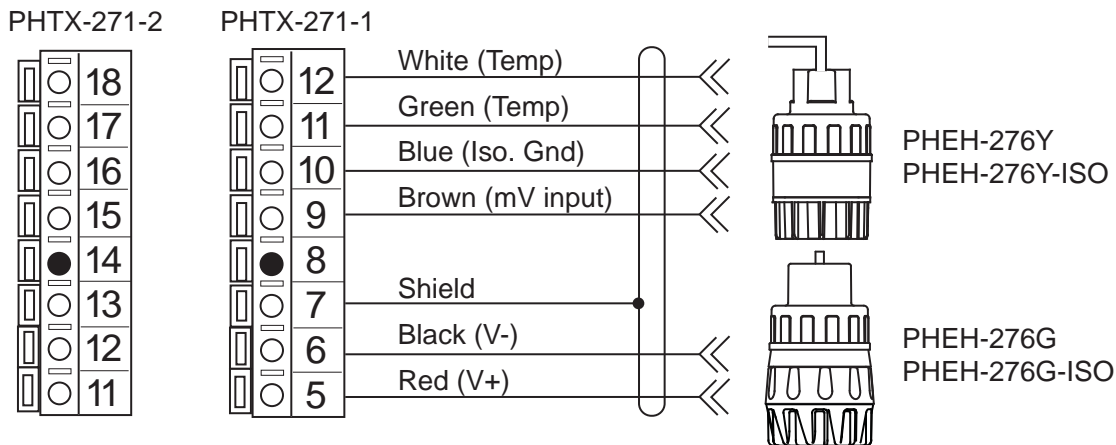 PHTX-271-2
PHTX-271-1
18
17
16
15
14
13
12
11
12
11
10
9
8
7
6
5
White (Temp)
Green (Temp)
Blue (Iso. Gnd)
Brown (mV input)
Shield
Black (V-)
Red (V+)
PHEH-276Y
PHEH-276Y-ISO
PHEH-276G
PHEH-276G-ISO